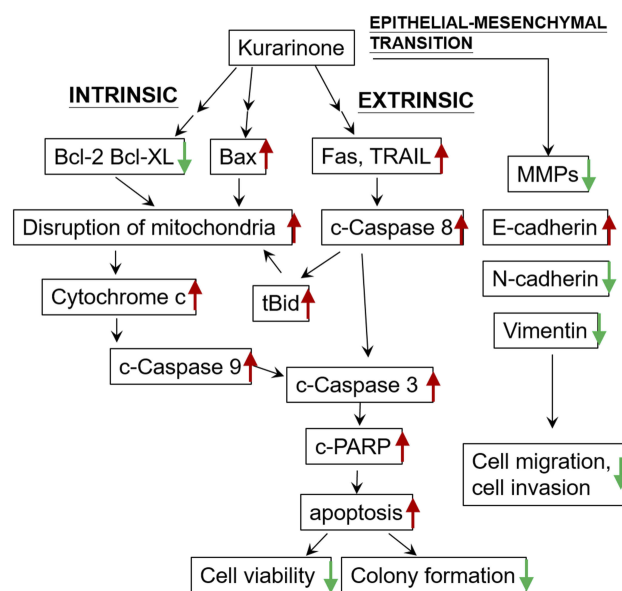 EPITHELIAL-MESENCHYMAL
TRANSITION
Kurarinone
INTRINSIC
EXTRINSIC
Bcl-2 Bcl-XL
Bax
Fas, TRAIL
MMPs
Disruption of mitochondria
c-Caspase 8
E-cadherin
Cytochrome c
tBid
N-cadherin
Vimentin
c-Caspase 9
c-Caspase 3
c-PARP
Cell migration,
cell invasion
apoptosis
Cell viability
Colony formation